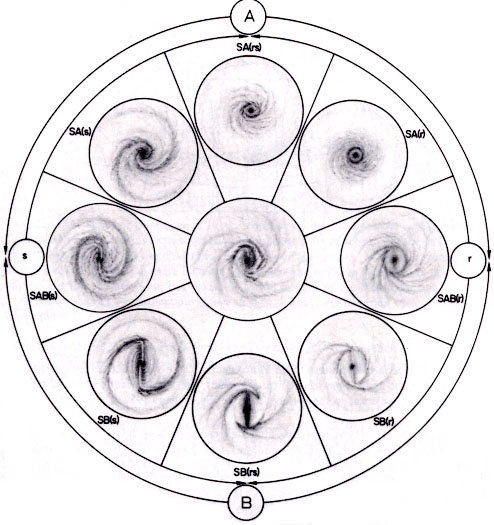 A
SA(rs)
SA(s)
SA(r)
s
r
SAB(s)
SAB(r)
SB(s)
SB(r)
SB(rs)
B